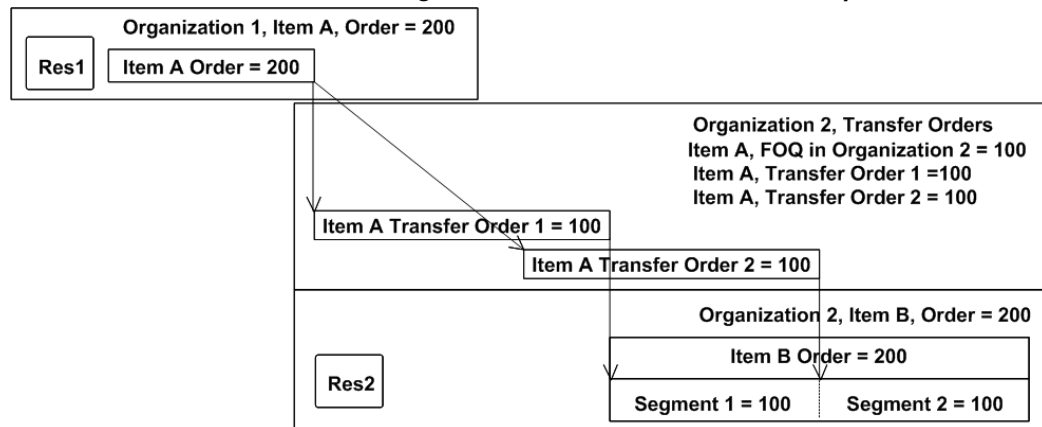 Organization 1, Item A, Order = 200
Res1
Item A Order = 200
Organization 2, Transfer Orders
Item A, FOQ in Organization 2 = 100
Item A, Transfer Order 1 =100
Item A, Transfer Order 2 = 100
Item A Transfer Order 1 = 100
Item A Transfer Order 2 = 100
Organization 2, Item B, Order = 200
Item B Order = 200
Res2
Segment 1 = 100
Segment 2 = 100